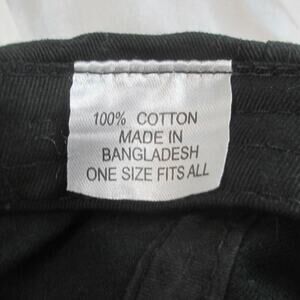 100% COTTON
MADE IN
BANGLADESH
ONE SIZE FITS ALL